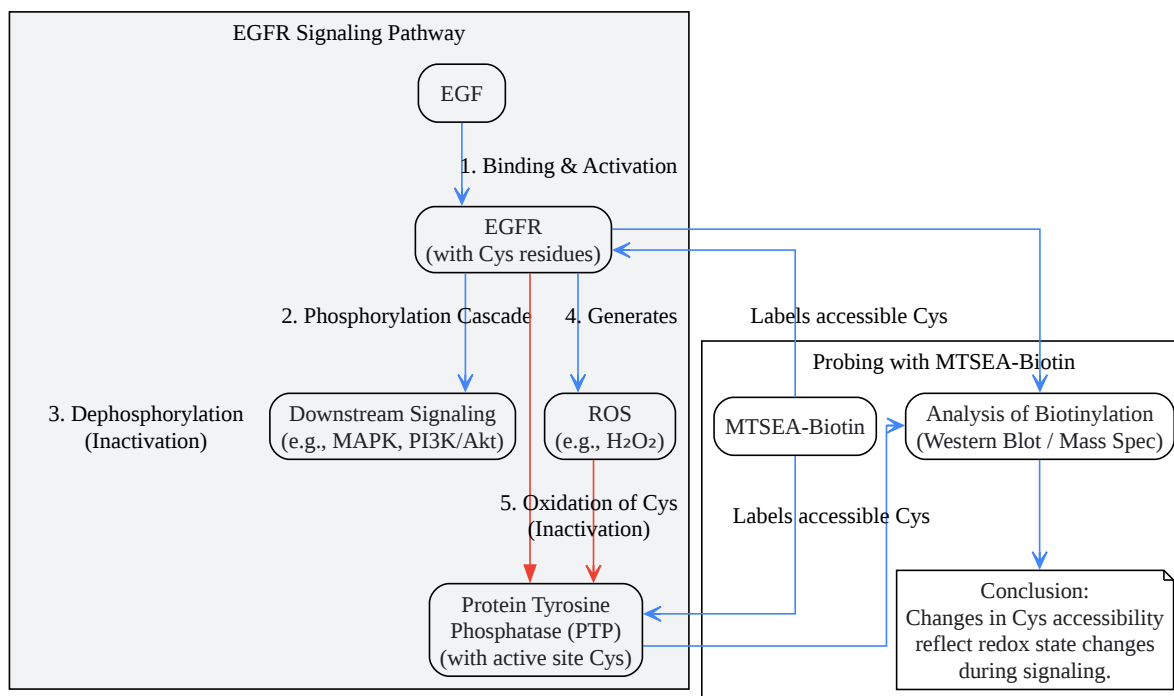 EGFR Signaling Pathway
EGF
1. Binding & Activation
EGFR
(with Cys residues)
2. Phosphorylation Cascade
4. Generates
Labels accessible Cys
Probing with MTSEA-Biotin
3. Dephosphorylation
(Inactivation)
Downstream Signaling
(e.g., MAPK, PI3K/Akt)
ROS
(e.g., H₂O₂)
MTSEA-Biotin
Analysis of Biotinylation
(Western Blot / Mass Spec)
5. Oxidation of Cys
(Inactivation)
Labels accessible Cys
Protein Tyrosine
Phosphatase (PTP)
(with active site Cys)
Conclusion:
Changes in Cys accessibility
reflect redox state changes
during signaling.